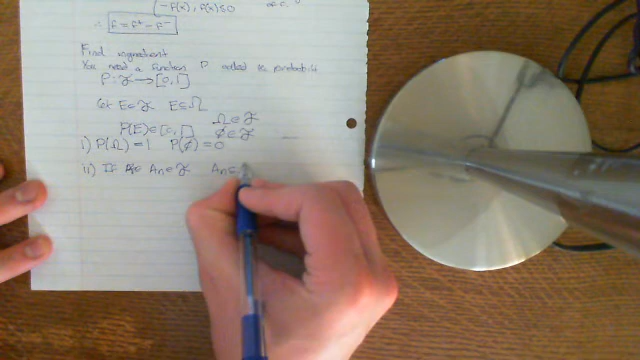 -f(x), f(x)≤0
∴ f = f⁺ - f⁻
Find ingredient
You need a function P called a probability
P: ℱ → [0,1]
Let E∈ℱ E⊆Ω
Ω∈ℱ
P(E)∈[0,1] ∅∈ℱ
i) P(Ω)=1 P(∅)=0
ii) If Aₙ∈ℱ Aₙ